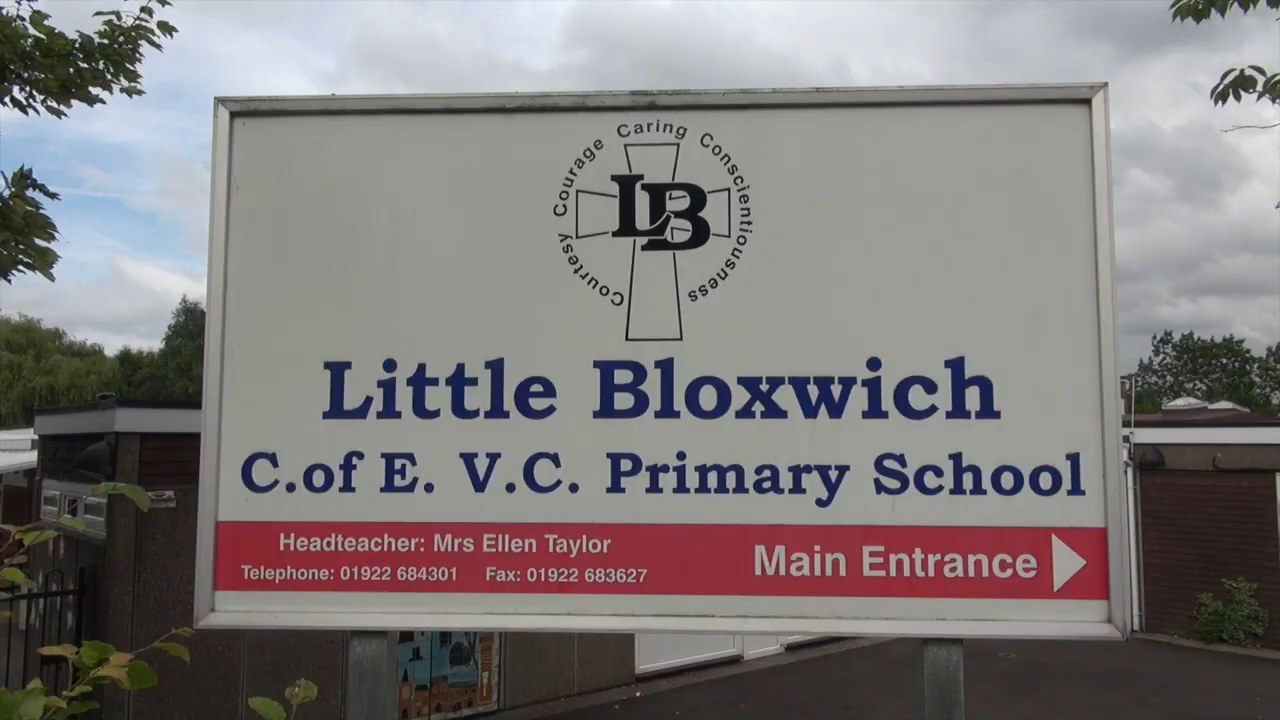 Courtesy Courage Caring Conscientiousness
LB
Little Bloxwich
C.of E. V.C. Primary School
Headteacher: Mrs Ellen Taylor
Telephone: 01922 684301 Fax: 01922 683627
Main Entrance